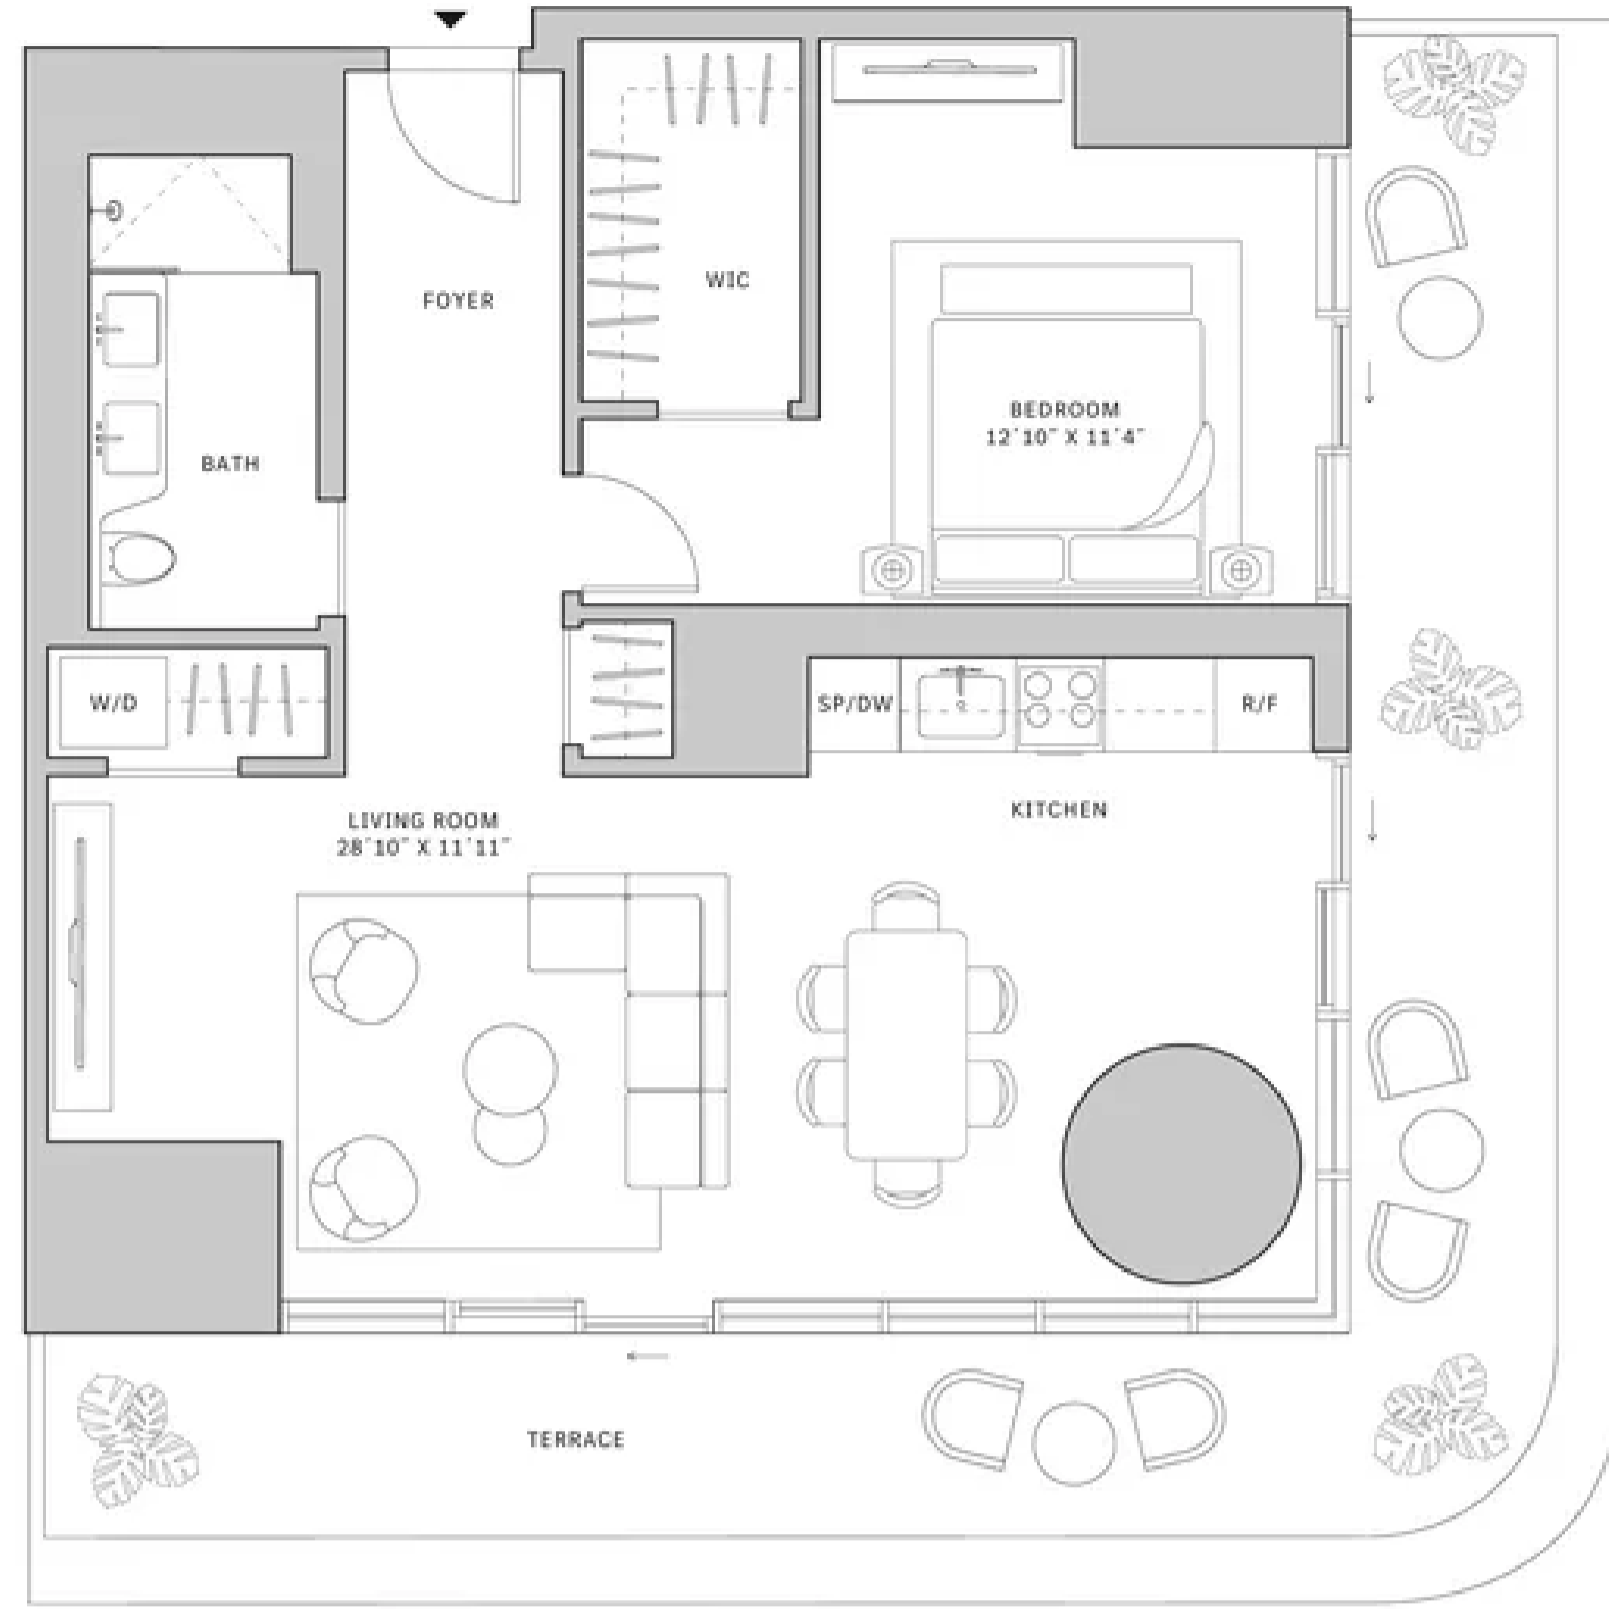 FOYER
WIC
BEDROOM
12´10˝ X 11´4˝
BATH
W/D
SP/DW
R/F
LIVING ROOM
28´10˝ X 11´11˝
KITCHEN
TERRACE